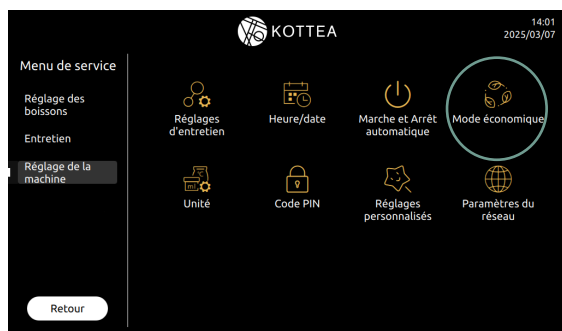 KOTTEA
14:01
2025/03/07
Menu de service
Réglage des
boissons
Entretien
Réglage de la
machine
Retour
Réglages
d'entretien
Heure/date
Marche et Arrêt
automatique
Mode économique
ml
Unité
Code PIN
Réglages
personnalisés
Paramètres du
réseau